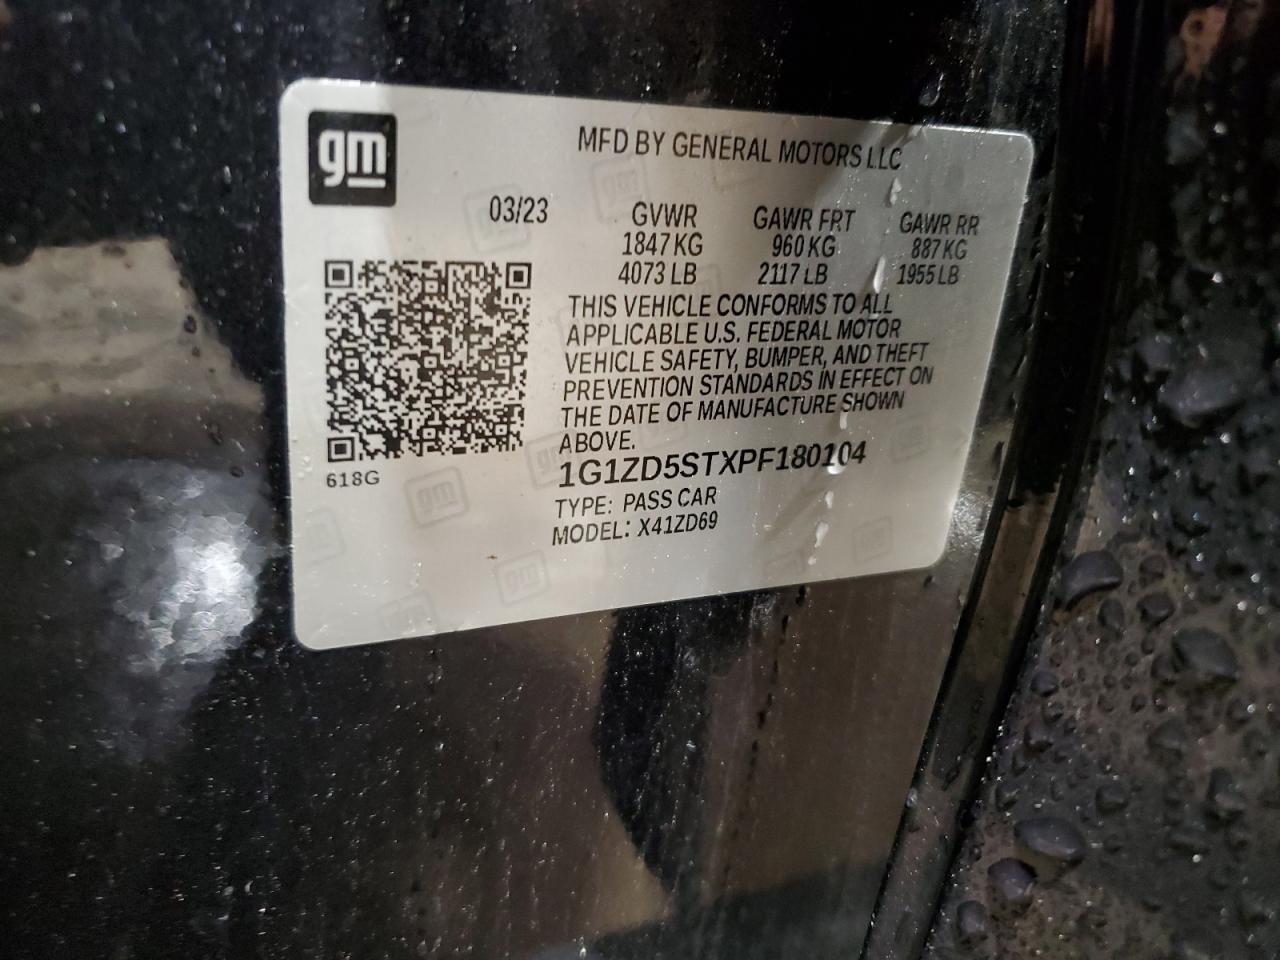 gm
MFD BY GENERAL MOTORS LLC
03/23 GVWR GAWR FRT GAWR RR
1847 KG 960 KG 887 KG
4073 LB 2117 LB 1955 LB
THIS VEHICLE CONFORMS TO ALL
APPLICABLE U.S. FEDERAL MOTOR
VEHICLE SAFETY, BUMPER, AND THEFT
PREVENTION STANDARDS IN EFFECT ON
THE DATE OF MANUFACTURE SHOWN
ABOVE.
618G
1G1ZD5STXPF180104
TYPE: PASS CAR
MODEL: X41ZD69